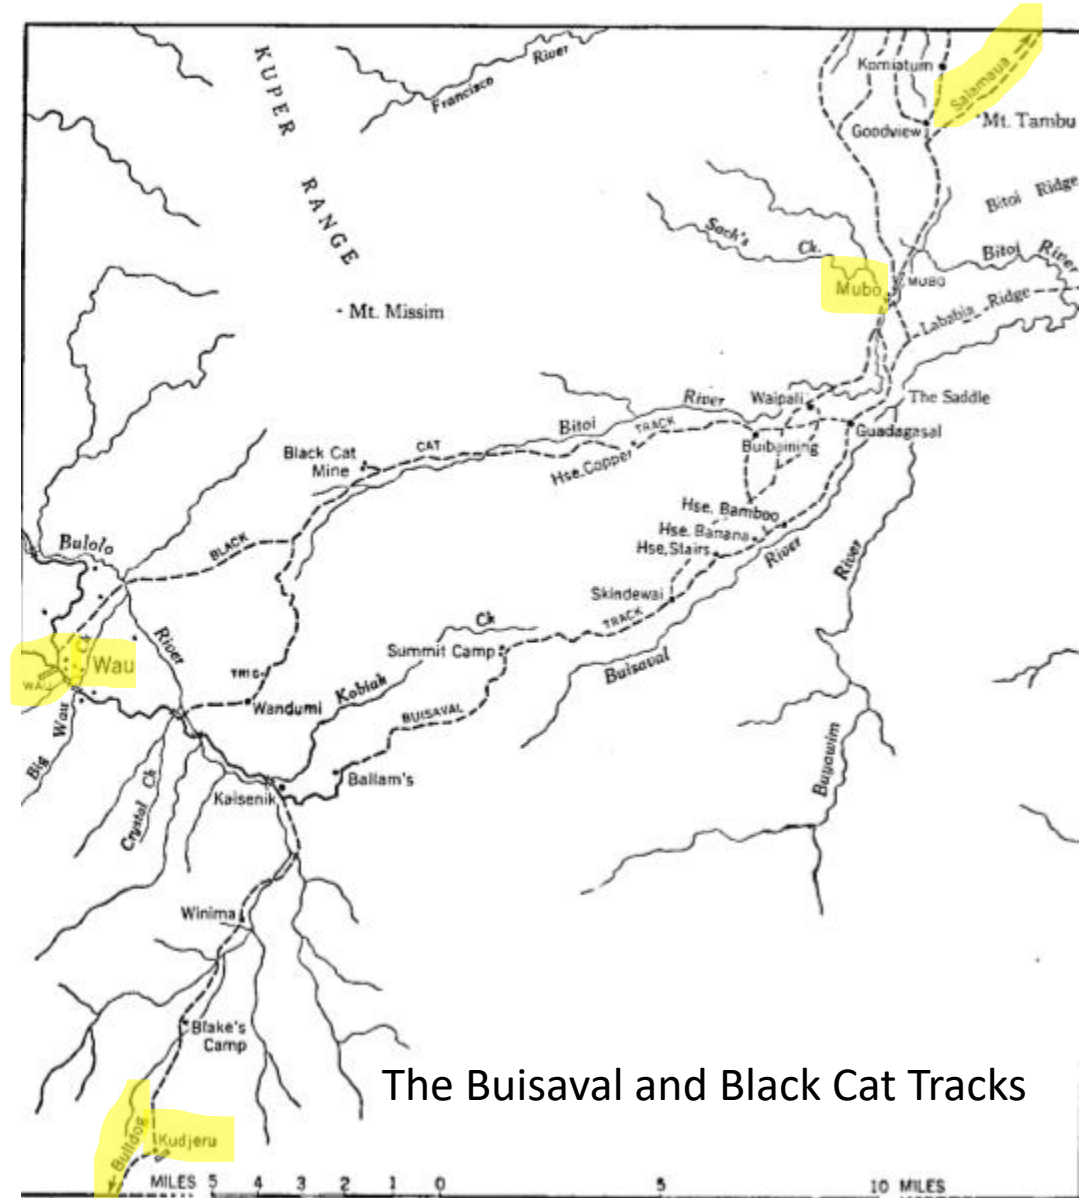 KUPER RANGE
Francisco River
Komiatum
Salamaua
Goodview
Mt. Tambu
Bitoi Ridge
Sack's Ck.
Bitoi River
Mubo
MUBO
Lababia Ridge
Mt. Missim
The Saddle
Waipali
Bitoi River
BLACK CAT TRACK
Guadagasal
Buibaining
Black Cat
Mine
Hse. Copper
Hse. Bamboo
Hse. Banana
Hse. Stairs
Bulolo River
Skindewai
Summit Camp
Kobiak Ck
BUISAVAL TRACK
Buisaval River
Buyawim River
Wau
WAU
Big Wau Ck
TRIG.
Wandumi
Ballam's
Kaisenik
Crystal Ck
Winima
Blake's
Camp
The Buisaval and Black Cat Tracks
Bulldog
Kudjeru
MILES 5 4 3 2 1 0 5 10 MILES